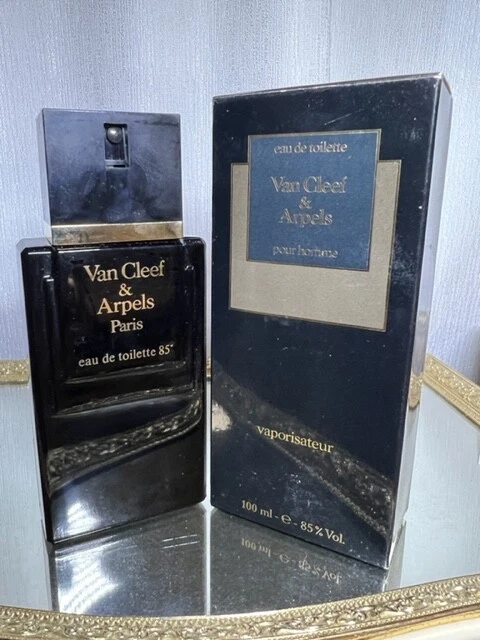 Van Cleef
&
Arpels
Paris
eau de toilette 85°
eau de toilette
Van Cleef
&
Arpels
pour homme
vaporisateur
100 ml - e - 85% Vol.